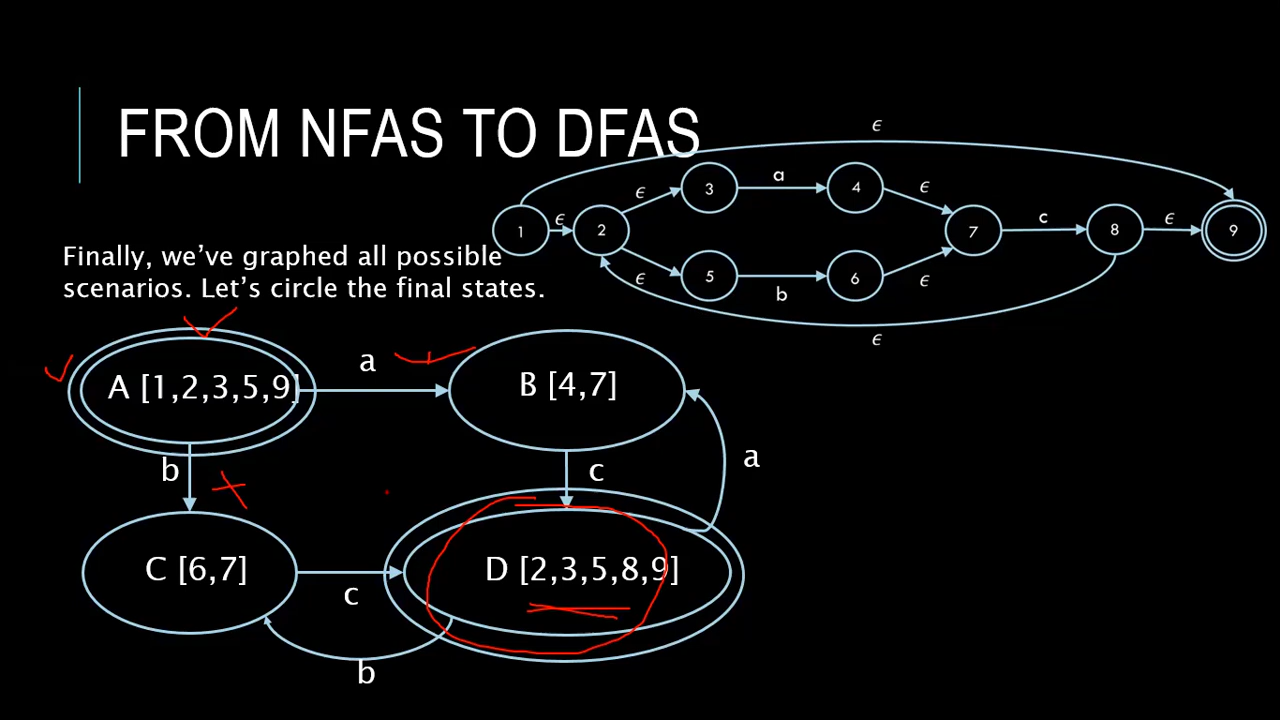 FROM NFAS TO DFAS
Finally, we've graphed all possible
scenarios. Let's circle the final states.
ϵ
ϵ
3
a
4
ϵ
1
ϵ
2
7
c
8
ϵ
9
ϵ
5
b
6
ϵ
ϵ
A [1,2,3,5,9]
a
B [4,7]
b
c
a
C [6,7]
c
D [2,3,5,8,9]
b